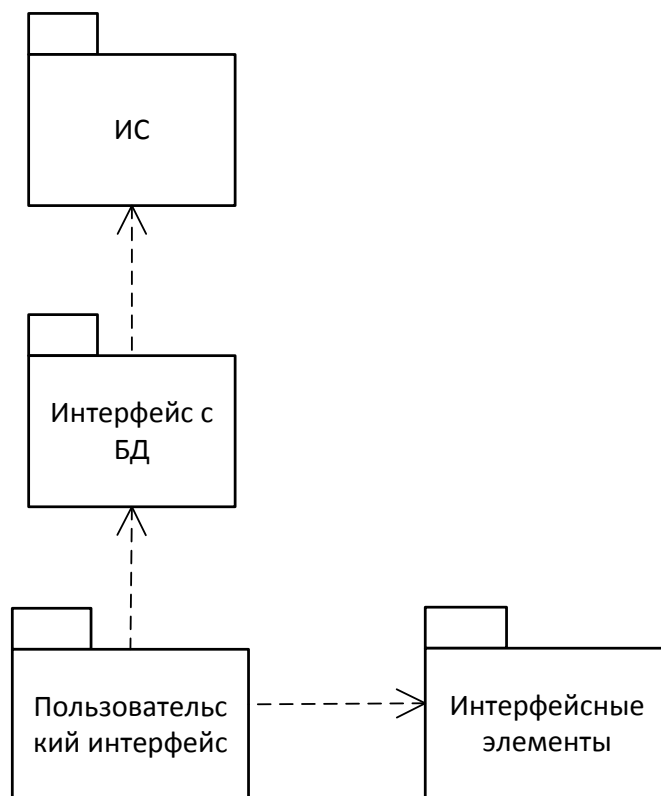 ИС
Интерфейс с
БД
Пользовательс
кий интерфейс
Интерфейсные
элементы